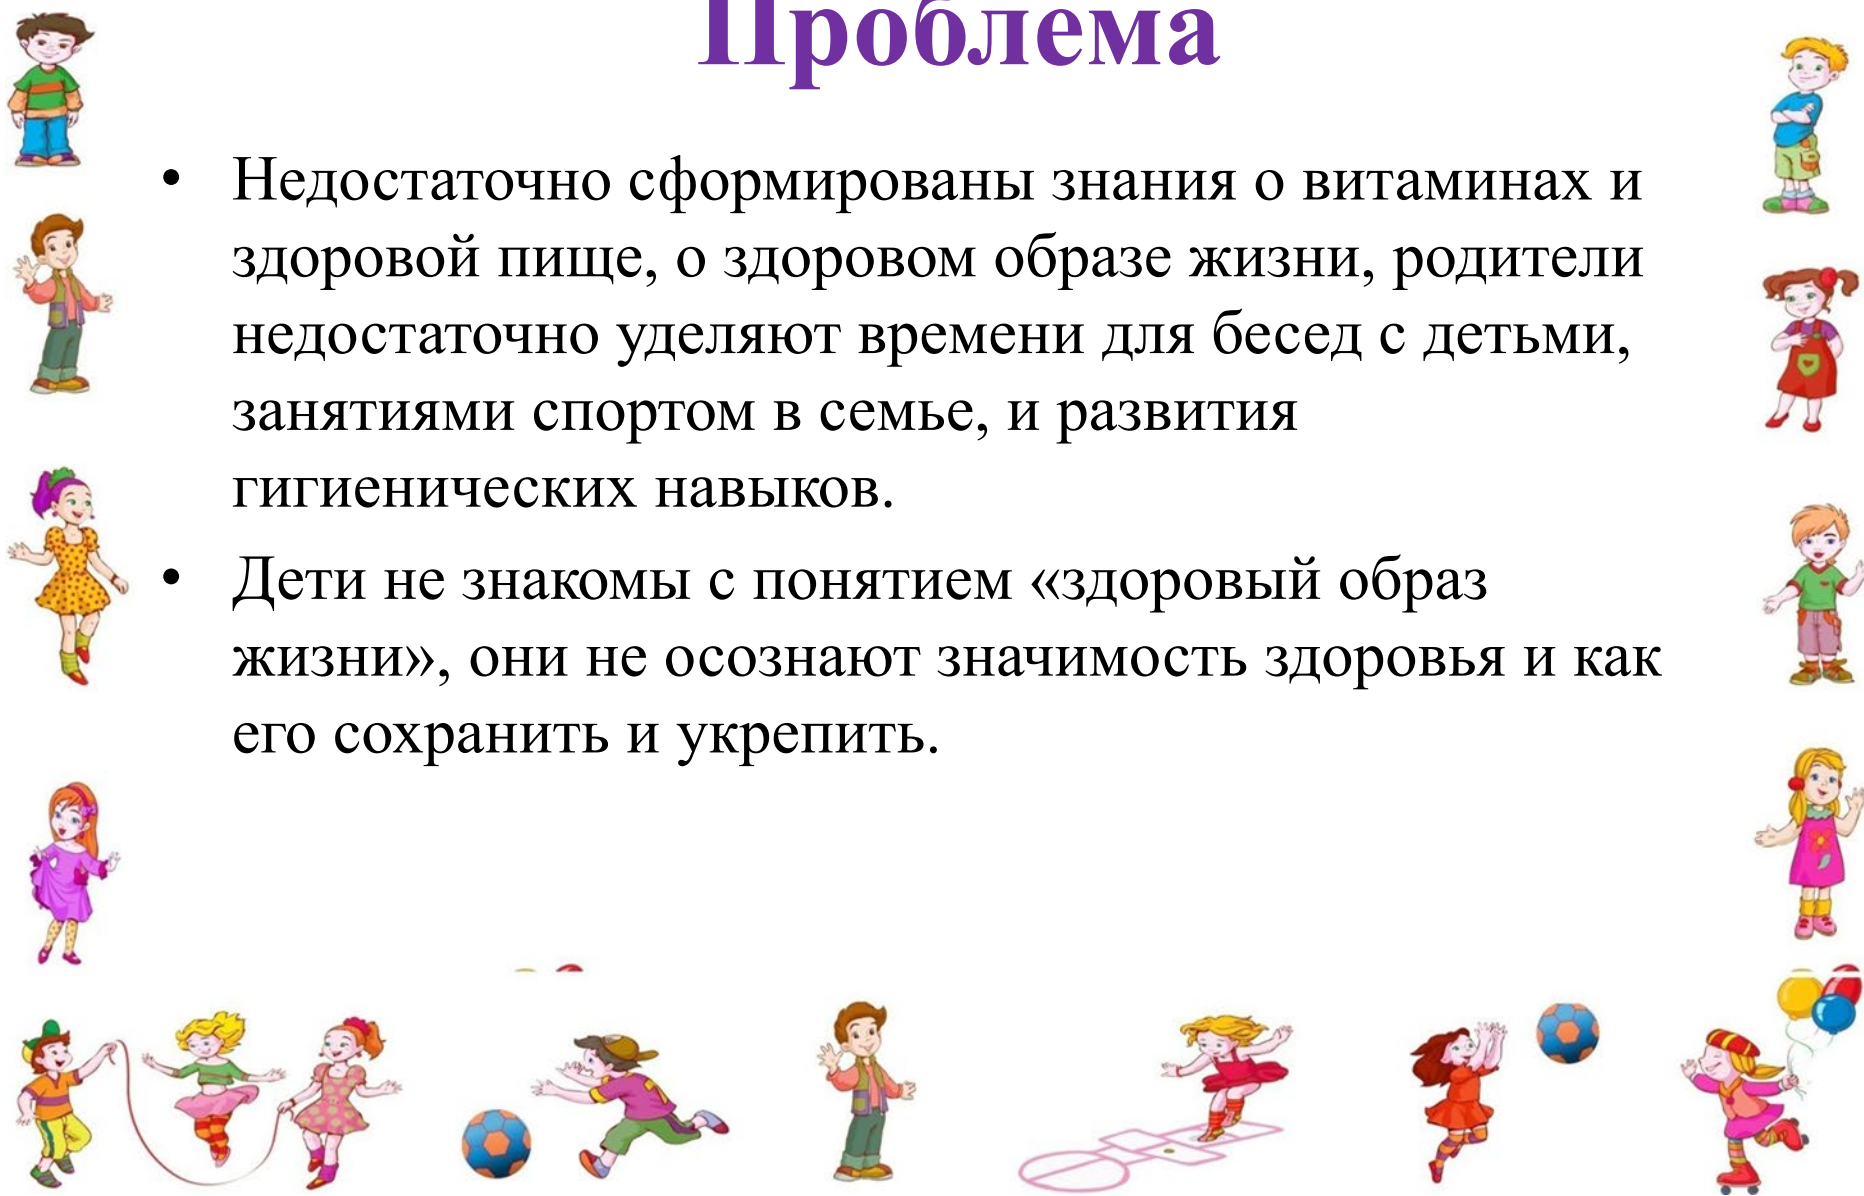 Проблема
• Недостаточно сформированы знания о витаминах и
здоровой пище, о здоровом образе жизни, родители
недостаточно уделяют времени для бесед с детьми,
занятиями спортом в семье, и развития
гигиенических навыков.
• Дети не знакомы с понятием «здоровый образ
жизни», они не осознают значимость здоровья и как
его сохранить и укрепить.